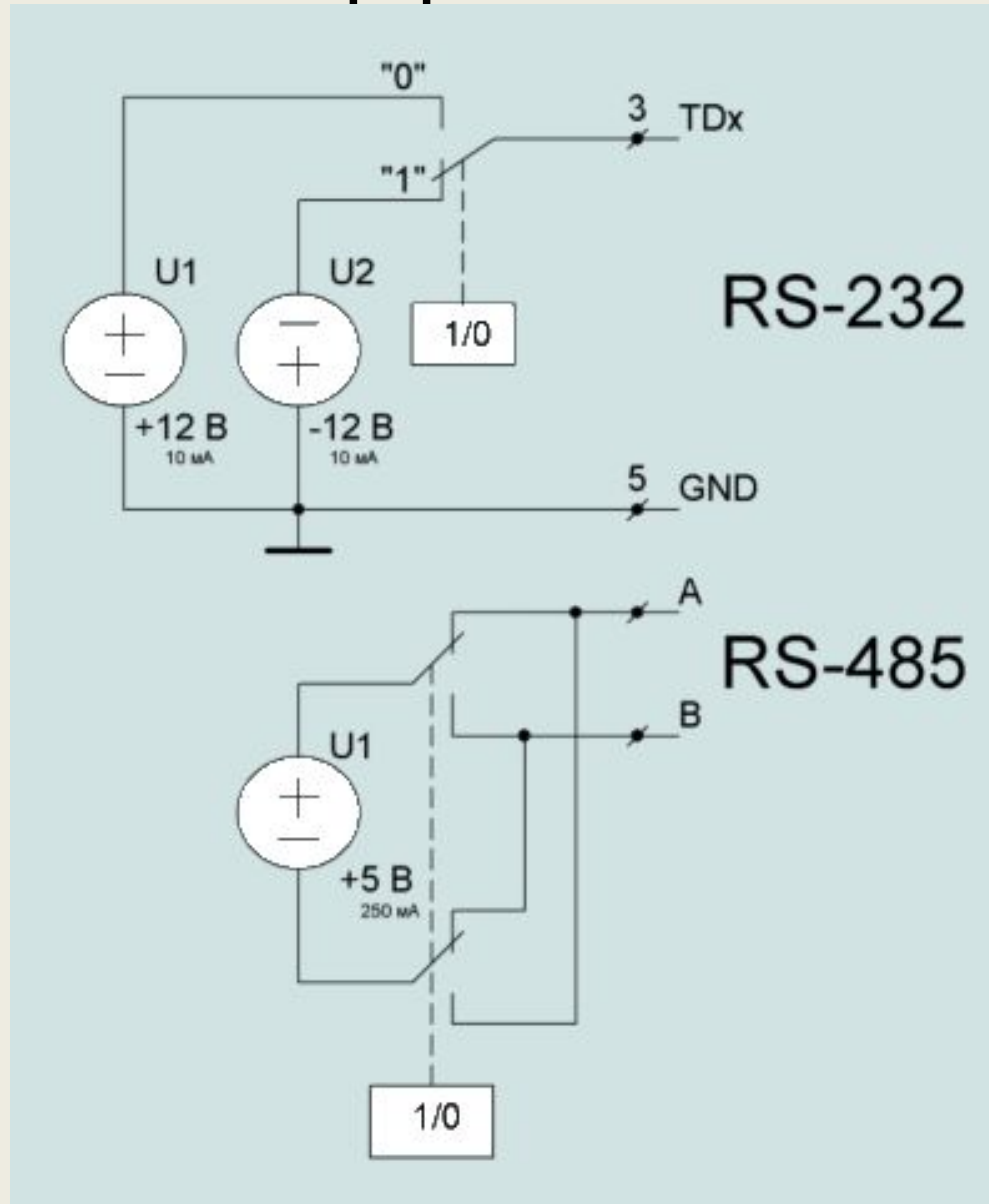 "0"
3 TDx
"1"
U1 U2
RS-232
1/0
+12 В -12 В
10 мА 10 мА
5 GND
A
RS-485
B
U1
+5 В
250 мА
1/0